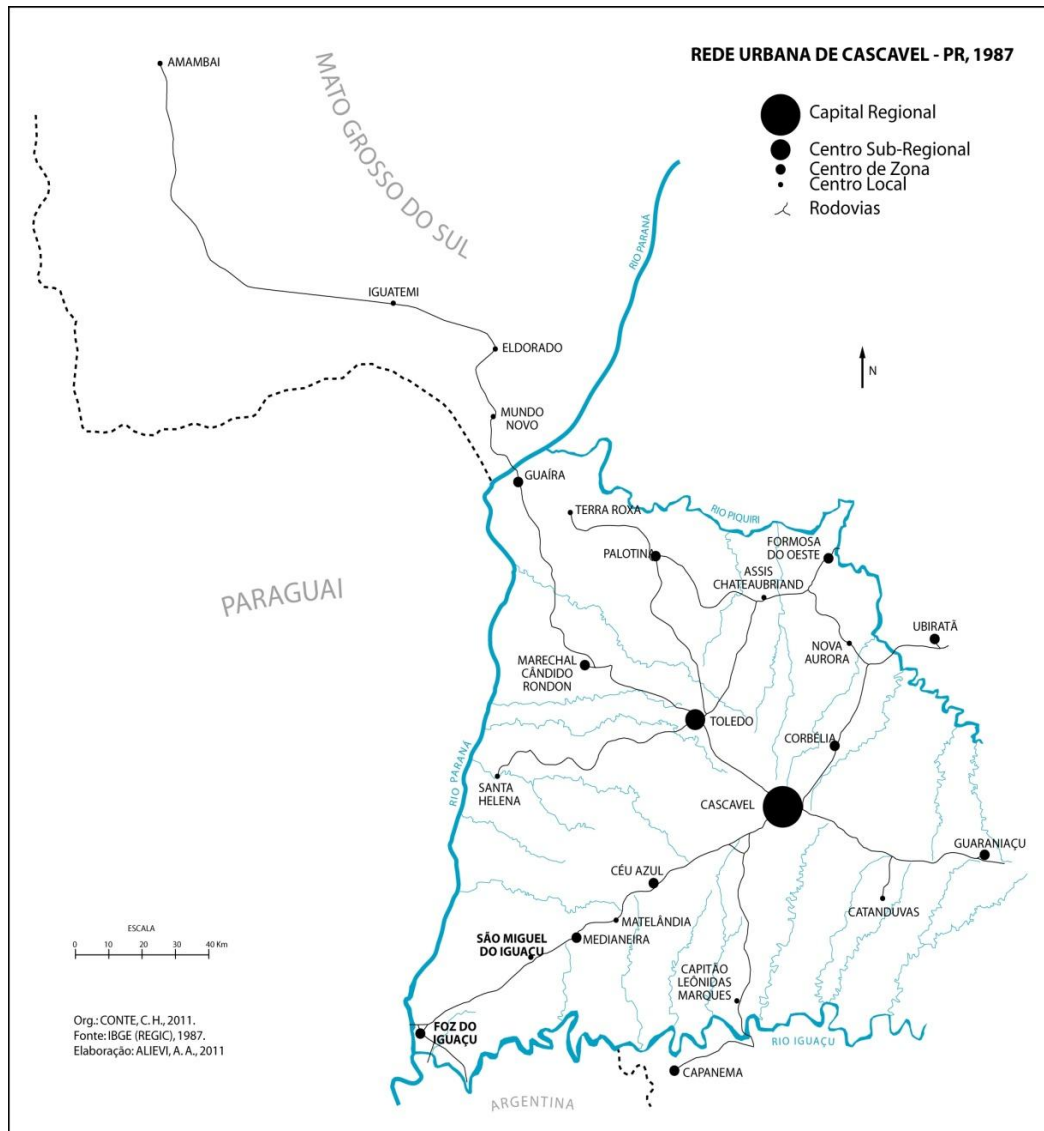 REDE URBANA DE CASCAVEL - PR, 1987
Capital Regional
Centro Sub-Regional
Centro de Zona
Centro Local
Rodovias
AMAMBAI
MATO GROSSO DO SUL
RIO PARANÁ
IGUATEMI
ELDORADO
N
MUNDO
NOVO
GUAÍRA
TERRA ROXA
RIO PIQUIRI
PALOTINA
FORMOSA
DO OESTE
ASSIS
CHATEAUBRIAND
PARAGUAI
UBIRATÃ
NOVA
AURORA
MARECHAL
CÂNDIDO
RONDON
TOLEDO
CORBÉLIA
RIO PARANÁ
SANTA
HELENA
CASCAVEL
GUARANIAÇU
CÉU AZUL
CATANDUVAS
MATELÂNDIA
SÃO MIGUEL
DO IGUAÇU
MEDIANEIRA
ESCALA
0 10 20 30 40 Km
CAPITÃO
LEÔNIDAS
MARQUES
Org.: CONTE, C. H., 2011.
Fonte: IBGE (REGIC), 1987.
Elaboração: ALIEVI, A. A., 2011
FOZ DO
IGUAÇU
RIO IGUAÇU
CAPANEMA
ARGENTINA